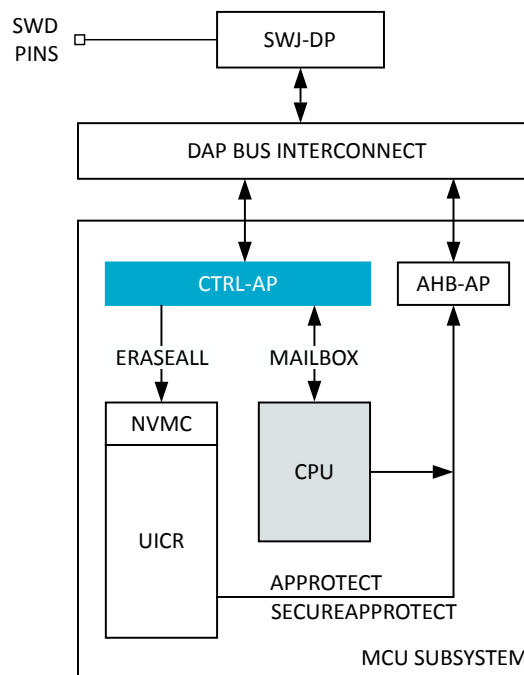 SWD
PINS
SWJ-DP
DAP BUS INTERCONNECT
CTRL-AP
AHB-AP
ERASEALL
MAILBOX
NVMC
CPU
UICR
APPROTECT
SECUREAPPROTECT
MCU SUBSYSTEM